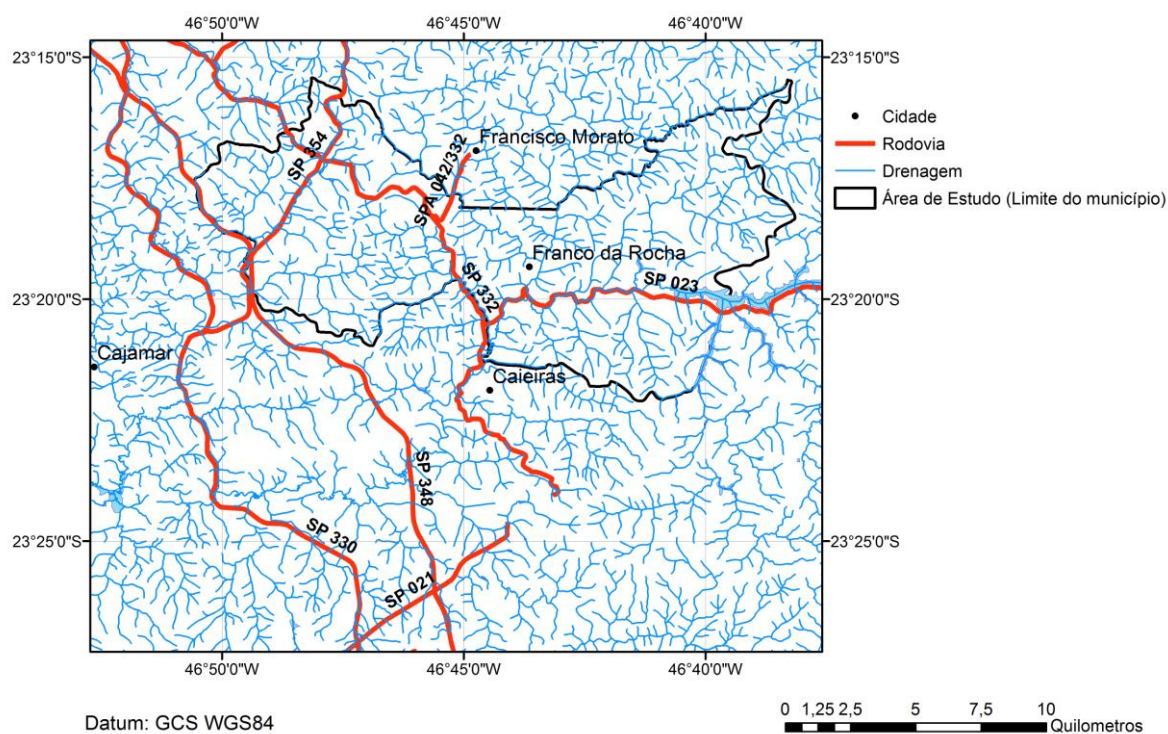 46°50'0"W
46°45'0"W
46°40'0"W
23°15'0"S
23°15'0"S
Cidade
Rodovia
Drenagem
Área de Estudo (Limite do município)
Francisco Morato
SP 354
SPA 042/332
Franco da Rocha
SP 332
SP 023
23°20'0"S
23°20'0"S
Cajamar
Caieiras
SP 348
SP 330
23°25'0"S
23°25'0"S
SP 021
46°50'0"W
46°45'0"W
46°40'0"W
Datum: GCS WGS84
0 1,25 2,5 5 7,5 10
Quilometros